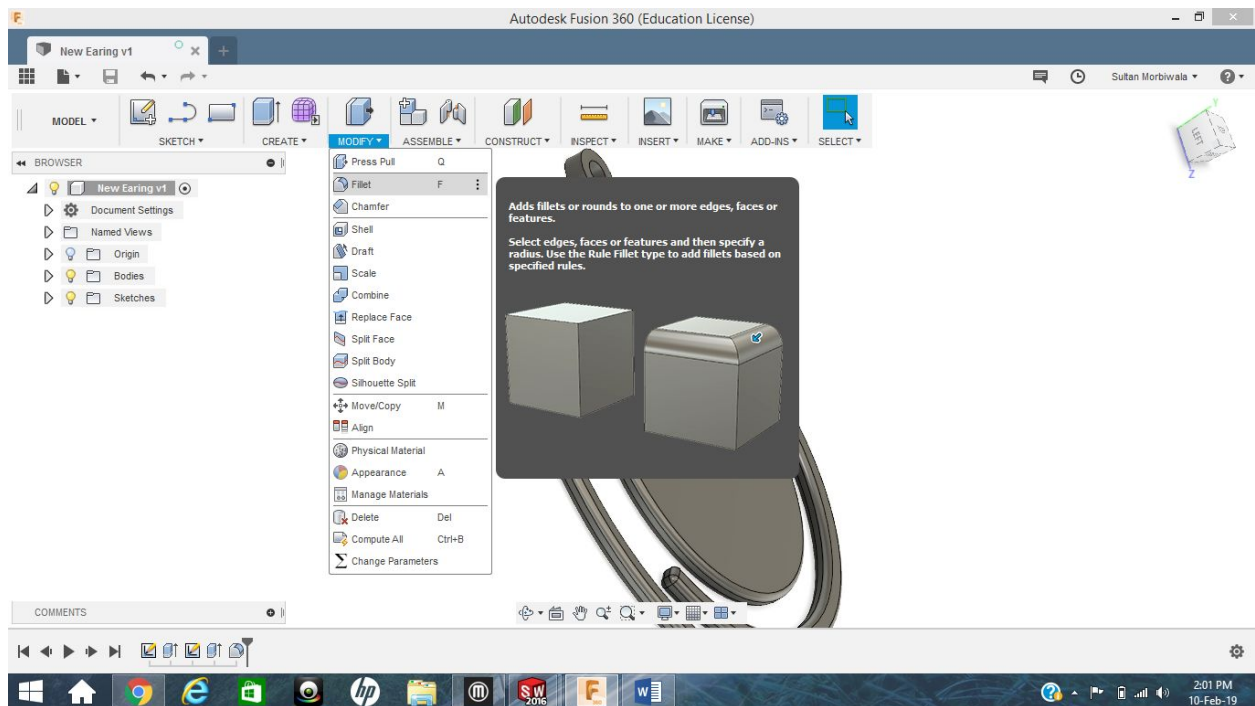 Autodesk Fusion 360 (Education License)
New Earing v1
Sultan Morbiwala
MODEL
SKETCH
CREATE
MODIFY
ASSEMBLE
CONSTRUCT
INSPECT
INSERT
MAKE
ADD-INS
SELECT
BROWSER
New Earing v1
Document Settings
Named Views
Origin
Bodies
Sketches
Press Pull Q
Fillet F
Chamfer
Shell
Draft
Scale
Combine
Replace Face
Split Face
Split Body
Silhouette Split
Move/Copy M
Align
Physical Material
Appearance A
Manage Materials
Delete Del
Compute All Ctrl+B
Change Parameters
Adds fillets or rounds to one or more edges, faces or
features.
Select edges, faces or features and then specify a
radius. Use the Rule Fillet type to add fillets based on
specified rules.
LEFT
Y
Z
COMMENTS
hp
SW
2016
F
W
2:01 PM
10-Feb-19